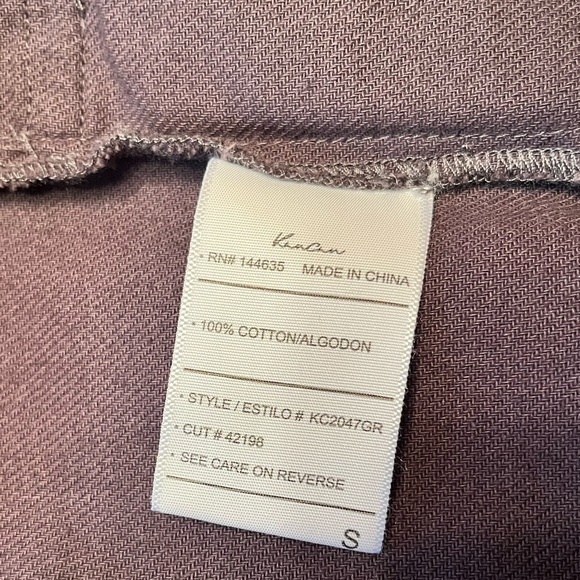 KanCan
• RN# 144635 MADE IN CHINA
• 100% COTTON/ALGODON
• STYLE / ESTILO # KC2047GR
• CUT # 42198
• SEE CARE ON REVERSE
S